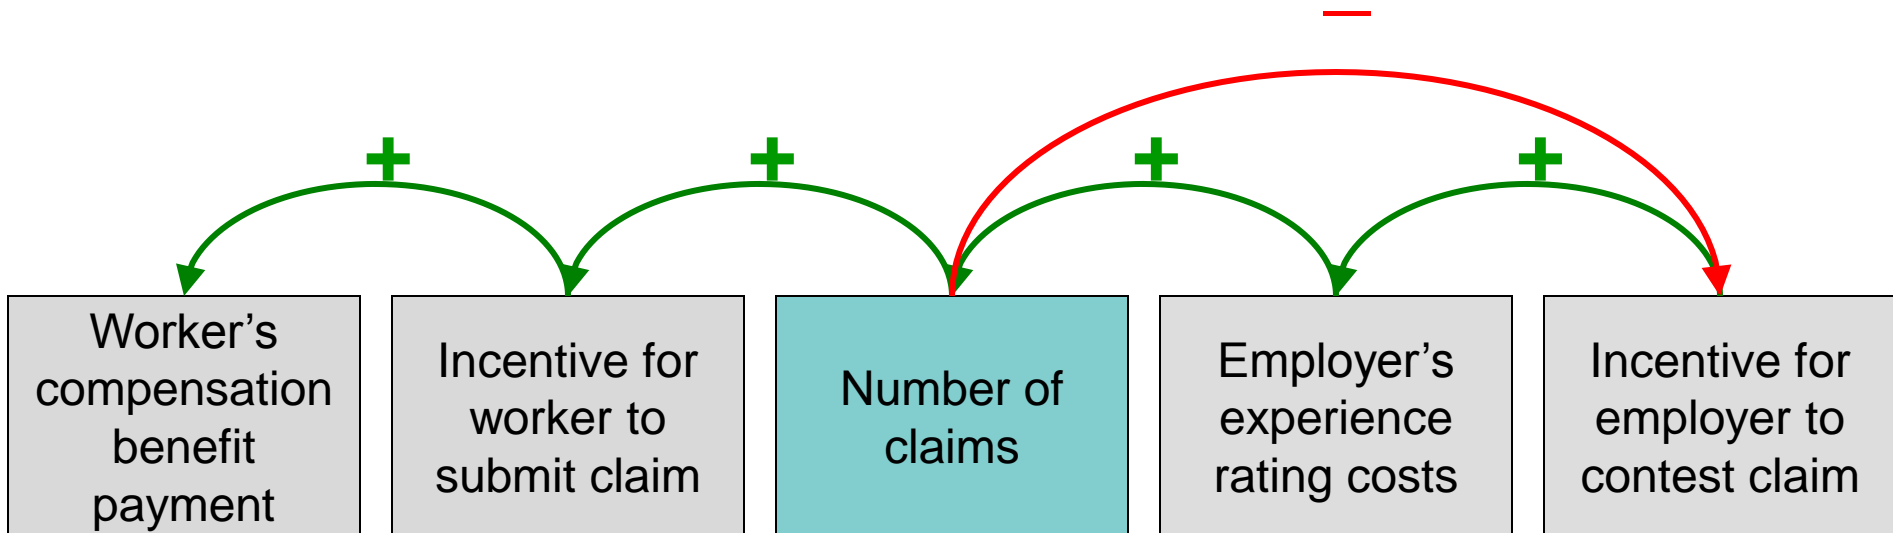 –
+
+
+
+
Worker’s
compensation
benefit
payment
Incentive for
worker to
submit claim
Number of
claims
Employer’s
experience
rating costs
Incentive for
employer to
contest claim